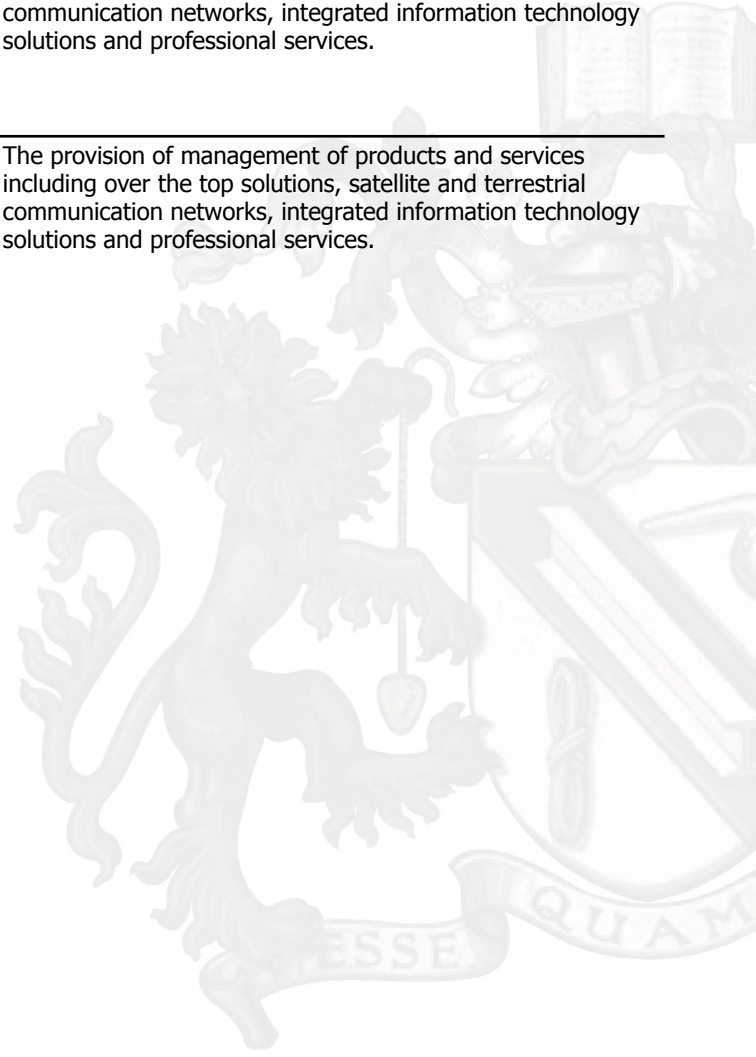 communication networks, integrated information technology
solutions and professional services.
The provision of management of products and services
including over the top solutions, satellite and terrestrial
communication networks, integrated information technology
solutions and professional services.
ESSE
QUAM